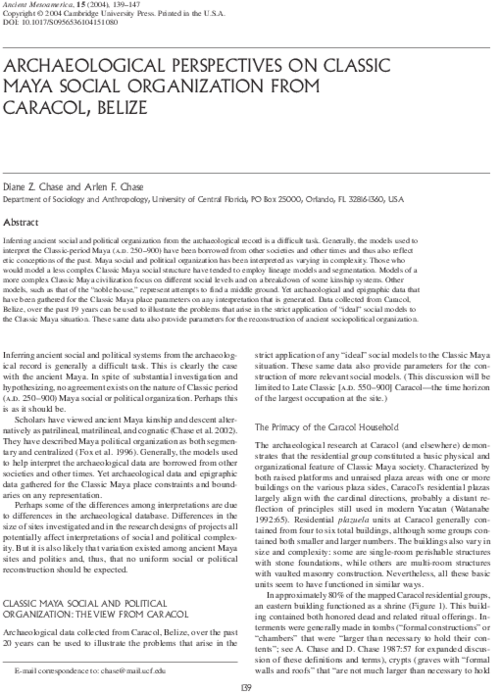 Ancient Mesoamerica, 15 (2004), 139–147
Copyright © 2004 Cambridge University Press. Printed in the U.S.A.
DOI: 10.1017/S0956536104151080
ARCHAEOLOGICAL PERSPECTIVES ON CLASSIC
MAYA SOCIAL ORGANIZATION FROM
CARACOL, BELIZE
Diane Z. Chase and Arlen F. Chase
Department of Sociology and Anthropology, University of Central Florida, PO Box 25000, Orlando, FL 32816-1360, USA
Abstract
Inferring ancient social and political organization from the archaeological record is a difficult task. Generally, the models used to
interpret the Classic-period Maya (A.D. 250–900) have been borrowed from other societies and other times and thus also reflect
etic conceptions of the past. Maya social and political organization has been interpreted as varying in complexity. Those who
would model a less complex Classic Maya social structure have tended to employ lineage models and segmentation. Models of a
more complex Classic Maya civilization focus on different social levels and on a breakdown of some kinship systems. Other
models, such as that of the "noble house," represent attempts to find a middle ground. Yet archaeological and epigraphic data that
have been gathered for the Classic Maya place parameters on any interpretation that is generated. Data collected from Caracol,
Belize, over the past 19 years can be used to illustrate the problems that arise in the strict application of "ideal" social models to
the Classic Maya situation. These same data also provide parameters for the reconstruction of ancient sociopolitical organization.
Inferring ancient social and political systems from the archaeolog-
ical record is generally a difficult task. This is clearly the case
with the ancient Maya. In spite of substantial investigation and
hypothesizing, no agreement exists on the nature of Classic period
(A.D. 250–900) Maya social or political organization. Perhaps this
is as it should be.
Scholars have viewed ancient Maya kinship and descent alter-
natively as patrilineal, matrilineal, and cognatic (Chase et al. 2002).
They have described Maya political organization as both segmen-
tary and centralized (Fox et al. 1996). Generally, the models used
to help interpret the archaeological data are borrowed from other
societies and other times. Yet archaeological data and epigraphic
data gathered for the Classic Maya place constraints and bound-
aries on any representation.
Perhaps some of the differences among interpretations are due
to differences in the archaeological database. Differences in the
size of sites investigated and in the research designs of projects all
potentially affect interpretations of social and political complex-
ity. But it is also likely that variation existed among ancient Maya
sites and polities and, thus, that no uniform social or political
reconstruction should be expected.
CLASSIC MAYA SOCIAL AND POLITICAL
ORGANIZATION: THE VIEW FROM CARACOL
Archaeological data collected from Caracol, Belize, over the past
20 years can be used to illustrate the problems that arise in the
E-mail correspondence to: chase@mail.ucf.edu
strict application of any "ideal" social models to the Classic Maya
situation. These same data also provide parameters for the con-
struction of more relevant social models. (This discussion will be
limited to Late Classic [A.D. 550–900] Caracol—the time horizon
of the largest occupation at the site.)
The Primacy of the Caracol Household
The archaeological research at Caracol (and elsewhere) demon-
strates that the residential group constituted a basic physical and
organizational feature of Classic Maya society. Characterized by
both raised platforms and unraised plaza areas with one or more
buildings on the various plaza sides, Caracol's residential plazas
largely align with the cardinal directions, probably a distant re-
flection of principles still used in modern Yucatan (Watanabe
1992:65). Residential plazuela units at Caracol generally con-
tained from four to six total buildings, although some groups con-
tained both smaller and larger numbers. The buildings also vary in
size and complexity: some are single-room perishable structures
with stone foundations, while others are multi-room structures
with vaulted masonry construction. Nevertheless, all these basic
units seem to have functioned in similar ways.
In approximately 80% of the mapped Caracol residential groups,
an eastern building functioned as a shrine (Figure 1). This build-
ing contained both honored dead and related ritual offerings. In-
terments were generally made in tombs ("formal constructions" or
"chambers" that were "larger than necessary to hold their con-
tents"; see A. Chase and D. Chase 1987:57 for expanded discus-
sion of these definitions and terms), crypts (graves with "formal
walls and roofs" that "are not much larger than necessary to hold
139